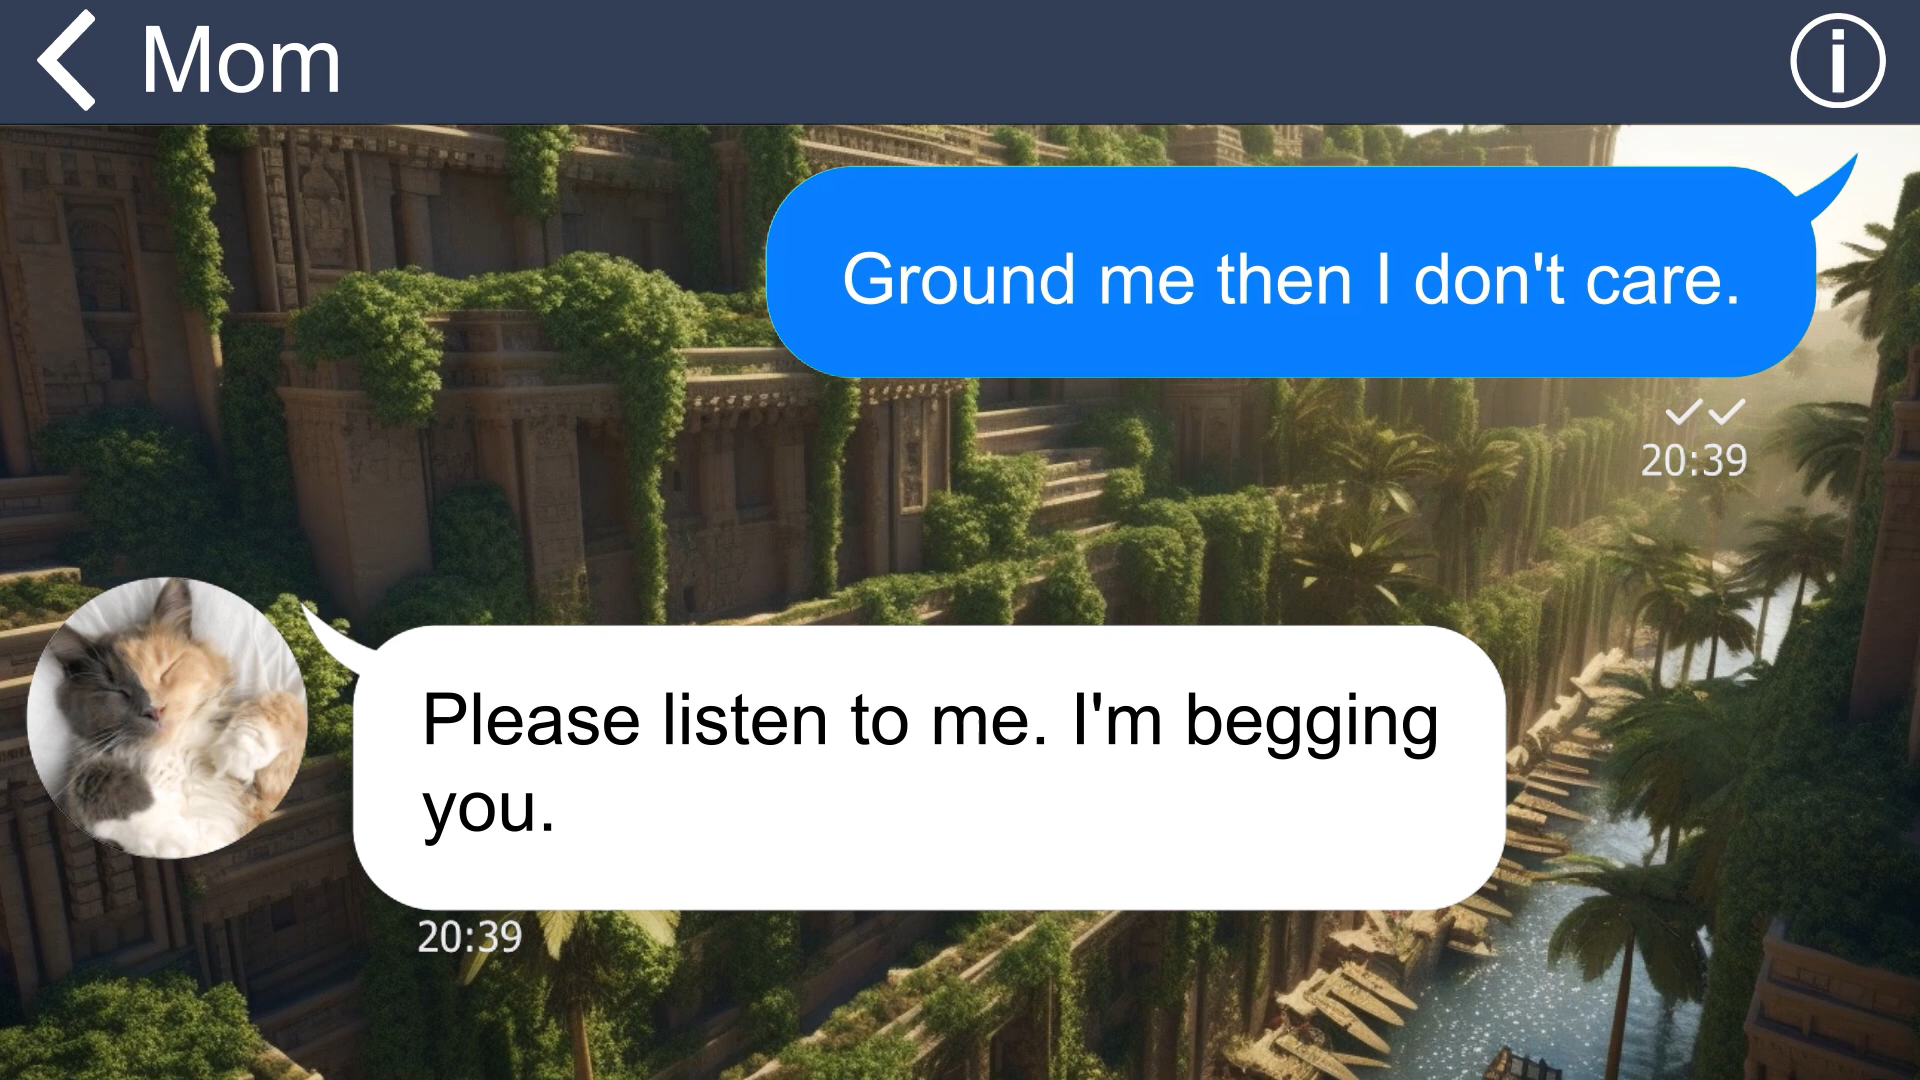 Mom
Ground me then I don't care.
20:39
Please listen to me. I'm begging
you.
20:39